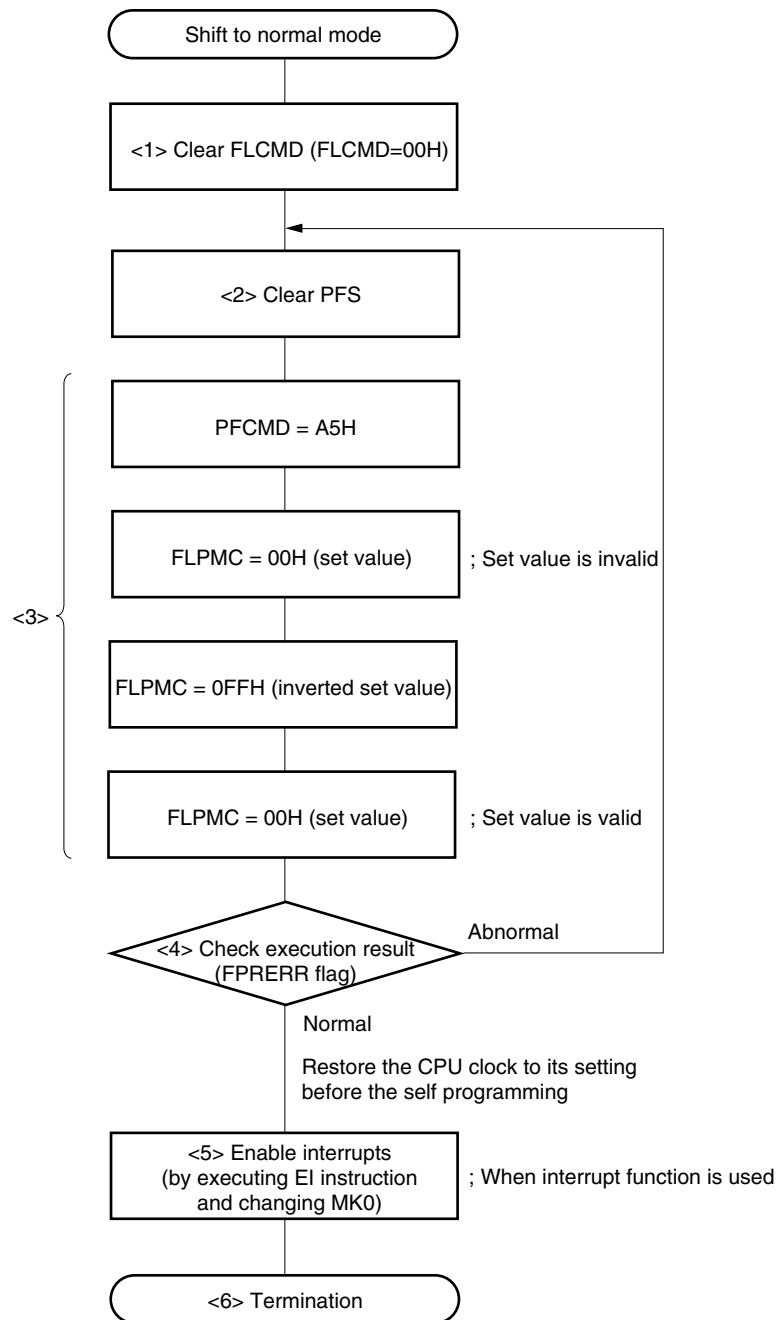 Shift to normal mode
<1> Clear FLCMD (FLCMD=00H)
<2> Clear PFS
PFCMD = A5H
FLPMC = 00H (set value)
; Set value is invalid
<3>
FLPMC = 0FFH (inverted set value)
FLPMC = 00H (set value)
; Set value is valid
<4> Check execution result
(FPRERR flag)
Abnormal
Normal
Restore the CPU clock to its setting
before the self programming
<5> Enable interrupts
(by executing EI instruction
and changing MK0)
; When interrupt function is used
<6> Termination